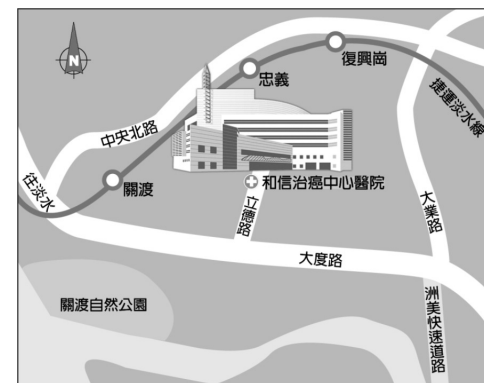 N
復興崗
忠義
中央北路
捷運淡水線
關渡
和信治癌中心醫院
往淡水
立德路
大業路
大度路
關渡自然公園
洲美快速道路